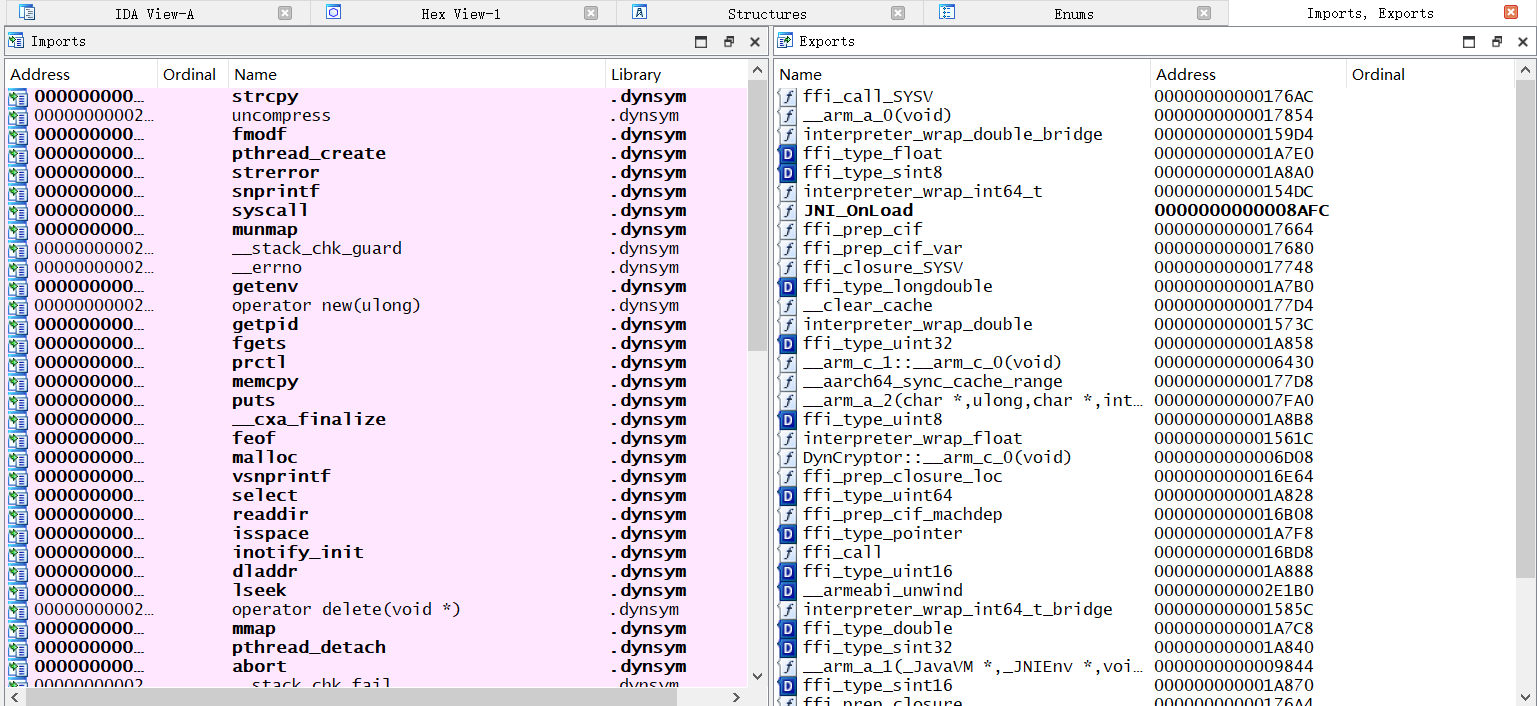 IDA View-A Hex View-1 Structures Enums Imports, Exports
Imports
Address Ordinal Name Library
000000000... strcpy .dynsym
00000000002... uncompress .dynsym
000000000... fmodf .dynsym
000000000... pthread_create .dynsym
000000000... strerror .dynsym
000000000... snprintf .dynsym
000000000... syscall .dynsym
000000000... munmap .dynsym
00000000002... __stack_chk_guard .dynsym
00000000002... __errno .dynsym
000000000... getenv .dynsym
00000000002... operator new(ulong) .dynsym
000000000... getpid .dynsym
000000000... fgets .dynsym
000000000... prctl .dynsym
000000000... memcpy .dynsym
000000000... puts .dynsym
000000000... __cxa_finalize .dynsym
000000000... feof .dynsym
000000000... malloc .dynsym
000000000... vsnprintf .dynsym
000000000... select .dynsym
000000000... readdir .dynsym
000000000... isspace .dynsym
000000000... inotify_init .dynsym
000000000... dladdr .dynsym
000000000... lseek .dynsym
00000000002... operator delete(void *) .dynsym
000000000... mmap .dynsym
000000000... pthread_detach .dynsym
000000000... abort .dynsym
00000000002... __stack_chk_fail .dynsym
Exports
Name Address Ordinal
ffi_call_SYSV 00000000000176AC
__arm_a_0(void) 0000000000017854
interpreter_wrap_double_bridge 00000000000159D4
ffi_type_float 000000000001A7E0
ffi_type_sint8 000000000001A8A0
interpreter_wrap_int64_t 00000000000154DC
JNI_OnLoad 0000000000008AFC
ffi_prep_cif 0000000000017664
ffi_prep_cif_var 0000000000017680
ffi_closure_SYSV 0000000000017748
ffi_type_longdouble 000000000001A7B0
__clear_cache 00000000000177D4
interpreter_wrap_double 000000000001573C
ffi_type_uint32 000000000001A858
__arm_c_1::__arm_c_0(void) 0000000000006430
__aarch64_sync_cache_range 00000000000177D8
__arm_a_2(char *,ulong,char *,int... 0000000000007FA0
ffi_type_uint8 000000000001A8B8
interpreter_wrap_float 000000000001561C
DynCryptor::__arm_c_0(void) 0000000000006D08
ffi_prep_closure_loc 0000000000016E64
ffi_type_uint64 000000000001A828
ffi_prep_cif_machdep 0000000000016B08
ffi_type_pointer 000000000001A7F8
ffi_call 0000000000016BD8
ffi_type_uint16 000000000001A888
__armeabi_unwind 000000000002E1B0
interpreter_wrap_int64_t_bridge 000000000001585C
ffi_type_double 000000000001A7C8
ffi_type_sint32 000000000001A840
__arm_a_1(_JavaVM *,_JNIEnv *,voi... 0000000000009844
ffi_type_sint16 000000000001A870
ffi_prep_closure 00000000000176A4